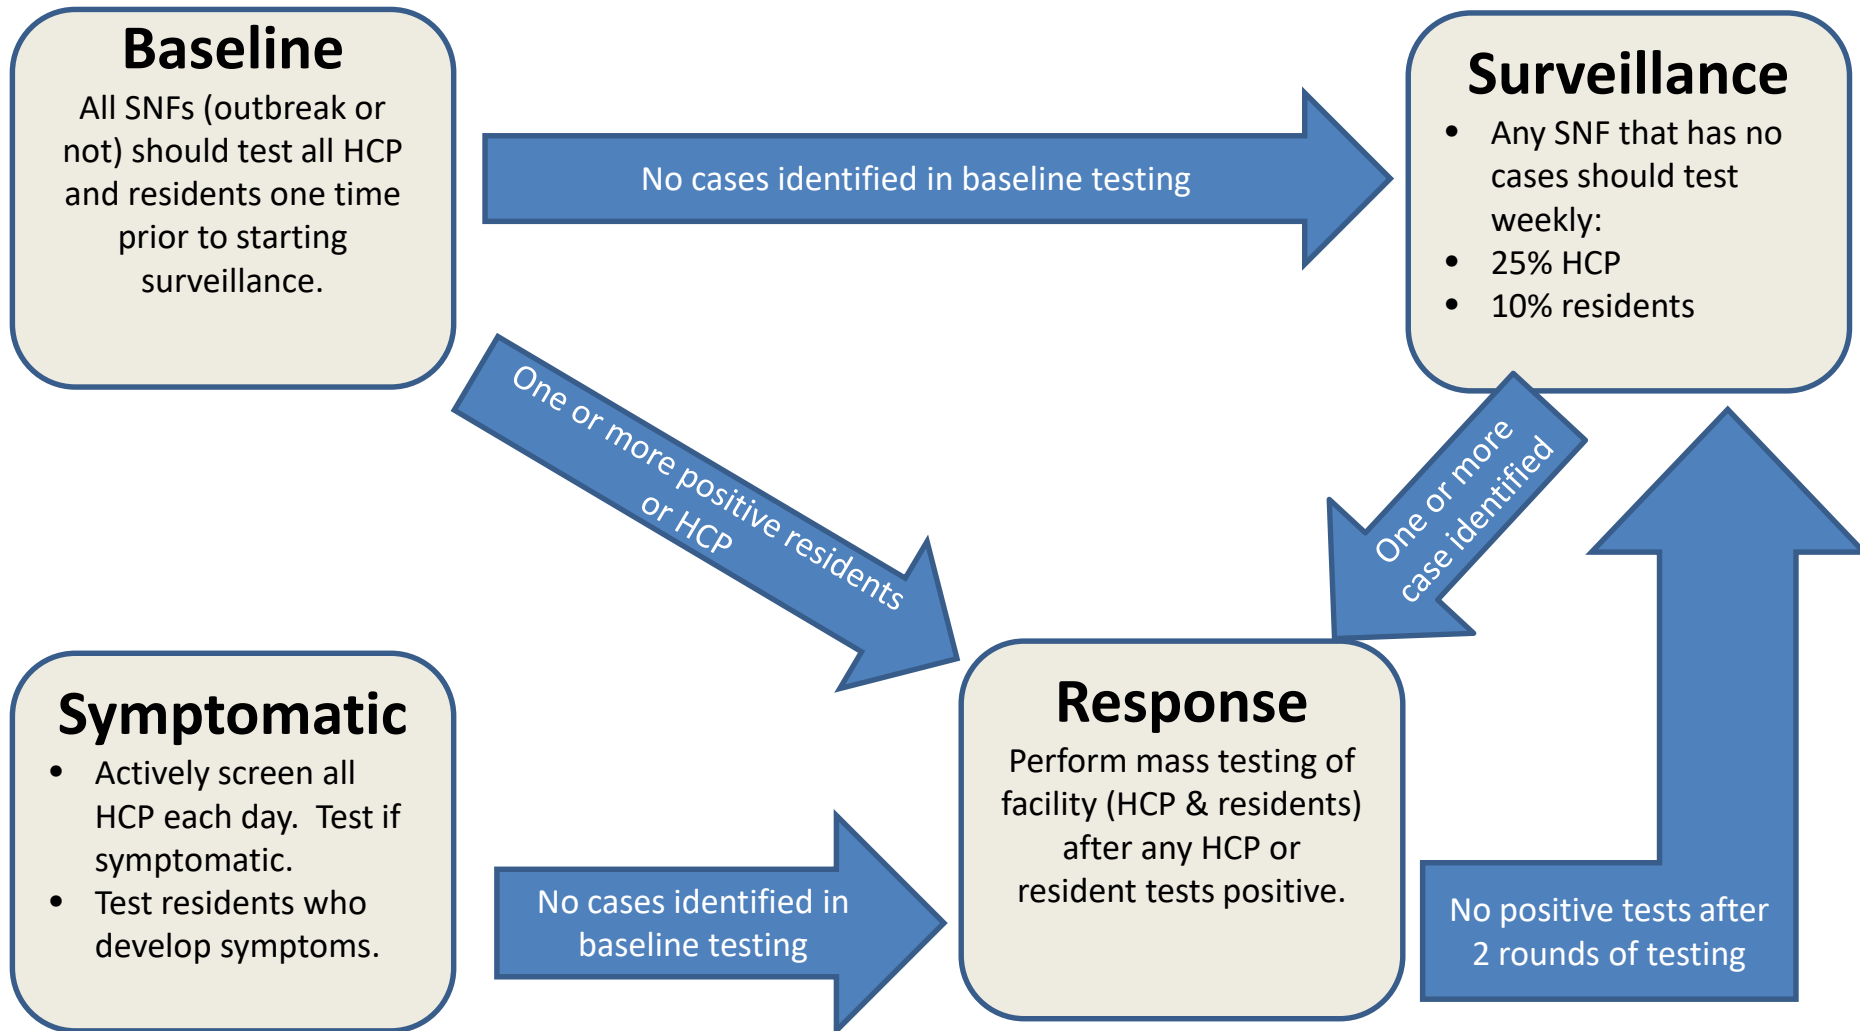 Baseline
All SNFs (outbreak or
not) should test all HCP
and residents one time
prior to starting
surveillance.
No cases identified in baseline testing
Surveillance
• Any SNF that has no
cases should test
weekly:
• 25% HCP
• 10% residents
One or more positive residents
or HCP
One or more
case identified
Symptomatic
• Actively screen all
HCP each day.  Test if
symptomatic.
• Test residents who
develop symptoms.
No cases identified in
baseline testing
Response
Perform mass testing of
facility (HCP & residents)
after any HCP or
resident tests positive.
No positive tests after
2 rounds of testing